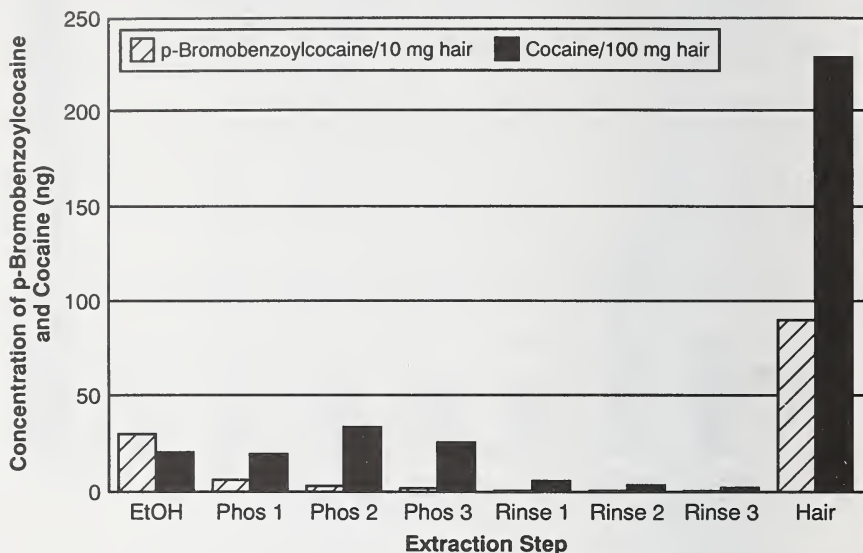 Concentration of p-Bromobenzoylcocaine
and Cocaine (ng)
250
200
150
100
50
0
p-Bromobenzoylcocaine/10 mg hair
Cocaine/100 mg hair
EtOH
Phos 1
Phos 2
Phos 3
Rinse 1
Rinse 2
Rinse 3
Hair
Extraction Step